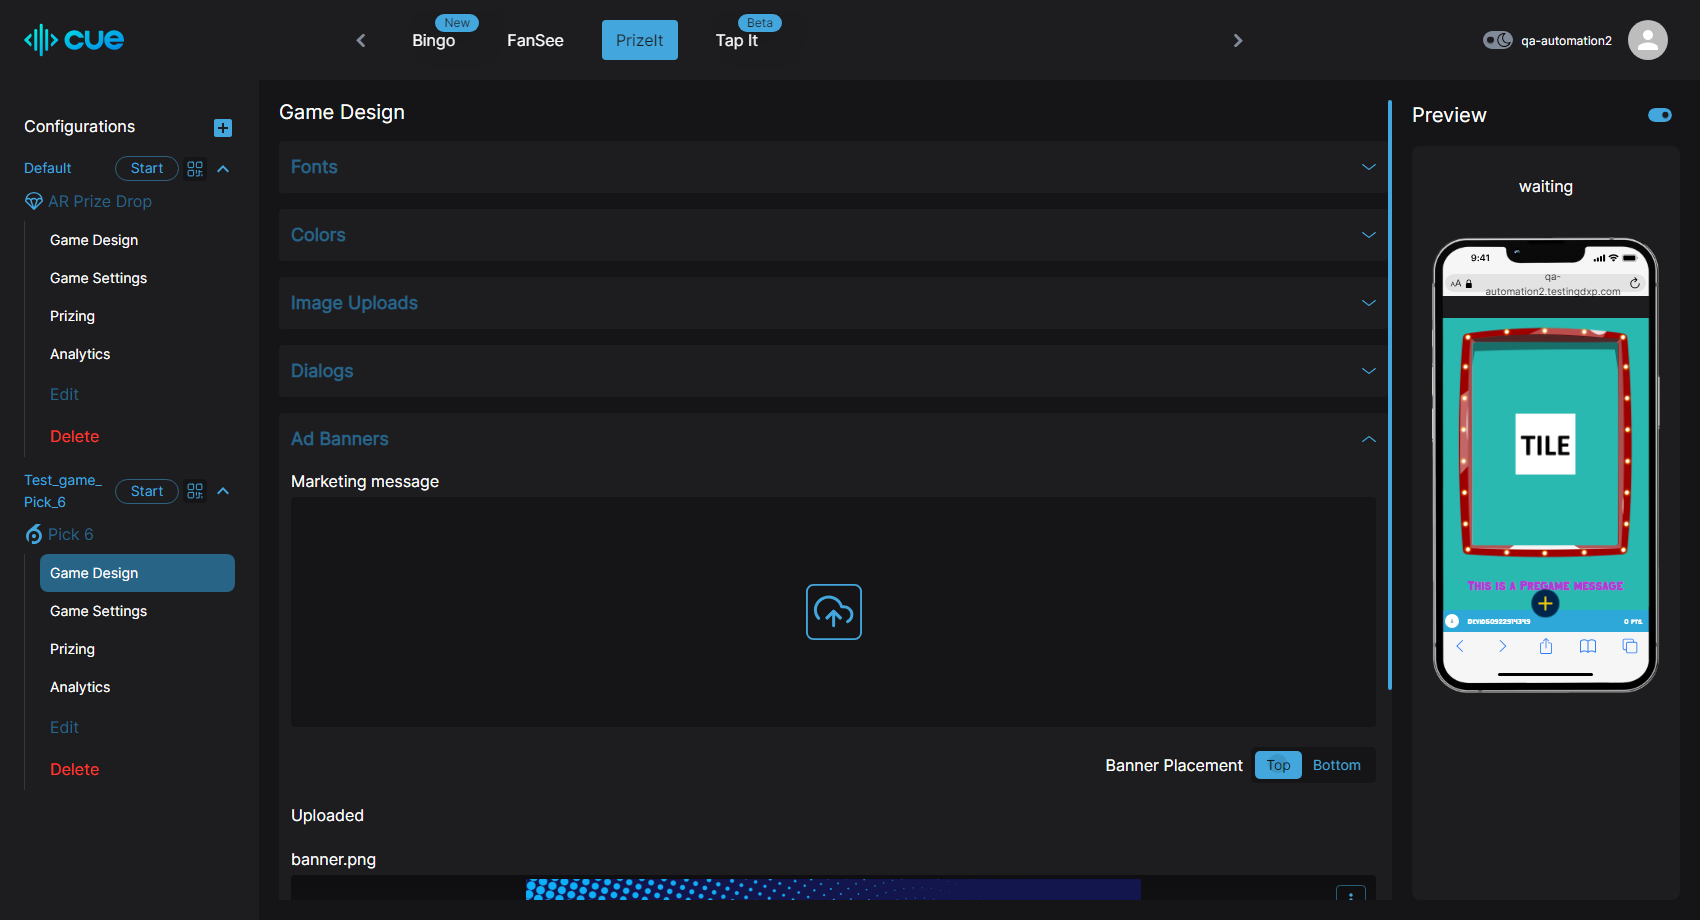 cue
New
Bingo
FanSee
PrizeIt
Beta
Tap It
qa-automation2
Configurations
Default
Start
AR Prize Drop
Game Design
Game Settings
Prizing
Analytics
Edit
Delete
Test_game_
Pick_6
Start
Pick 6
Game Design
Game Settings
Prizing
Analytics
Edit
Delete
Game Design
Fonts
Colors
Image Uploads
Dialogs
Ad Banners
Marketing message
Banner Placement
Top
Bottom
Uploaded
banner.png
Preview
waiting
9:41
AA
qa-
automation2.testingdxp.com
TILE
This is a Pregame message
0 pts.